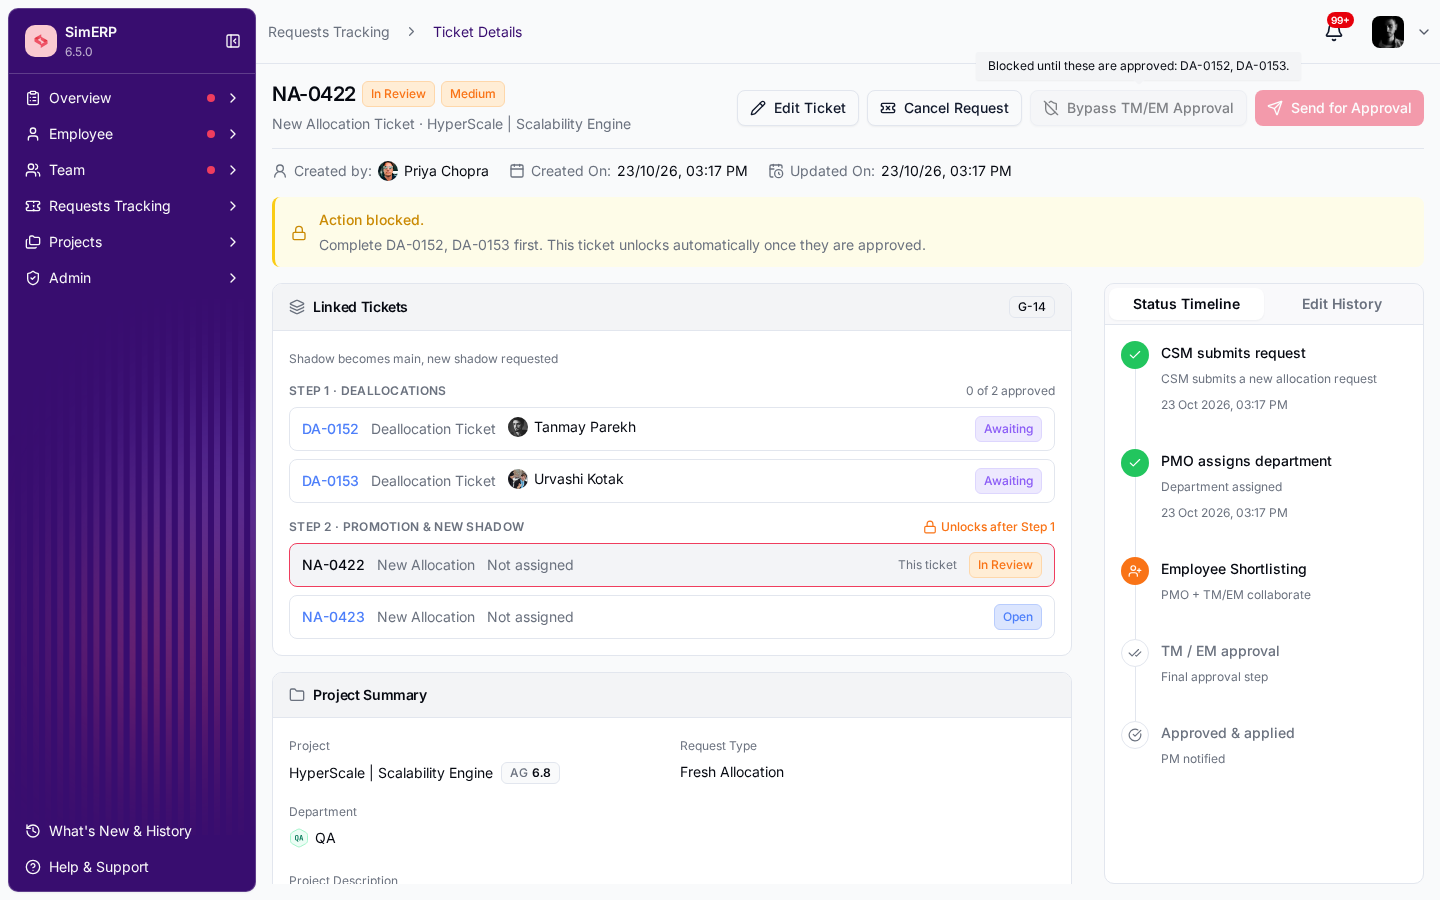 SimERP
6.5.0
Overview
Employee
Team
Requests Tracking
Projects
Admin
What's New & History
Help & Support
Requests Tracking
Ticket Details
99+
Blocked until these are approved: DA-0152, DA-0153.
NA-0422 In Review Medium
New Allocation Ticket · HyperScale | Scalability Engine
Edit Ticket
Cancel Request
Bypass TM/EM Approval
Send for Approval
Created by: Priya Chopra
Created On: 23/10/26, 03:17 PM
Updated On: 23/10/26, 03:17 PM
Action blocked.
Complete DA-0152, DA-0153 first. This ticket unlocks automatically once they are approved.
Linked Tickets G-14
Shadow becomes main, new shadow requested
STEP 1 · DEALLOCATIONS 0 of 2 approved
DA-0152 Deallocation Ticket Tanmay Parekh Awaiting
DA-0153 Deallocation Ticket Urvashi Kotak Awaiting
STEP 2 · PROMOTION & NEW SHADOW Unlocks after Step 1
NA-0422 New Allocation Not assigned This ticket In Review
NA-0423 New Allocation Not assigned Open
Project Summary
Project
HyperScale | Scalability Engine AG 6.8
Request Type
Fresh Allocation
Department
QA QA
Project Description
Status Timeline
Edit History
CSM submits request
CSM submits a new allocation request
23 Oct 2026, 03:17 PM
PMO assigns department
Department assigned
23 Oct 2026, 03:17 PM
Employee Shortlisting
PMO + TM/EM collaborate
TM / EM approval
Final approval step
Approved & applied
PM notified